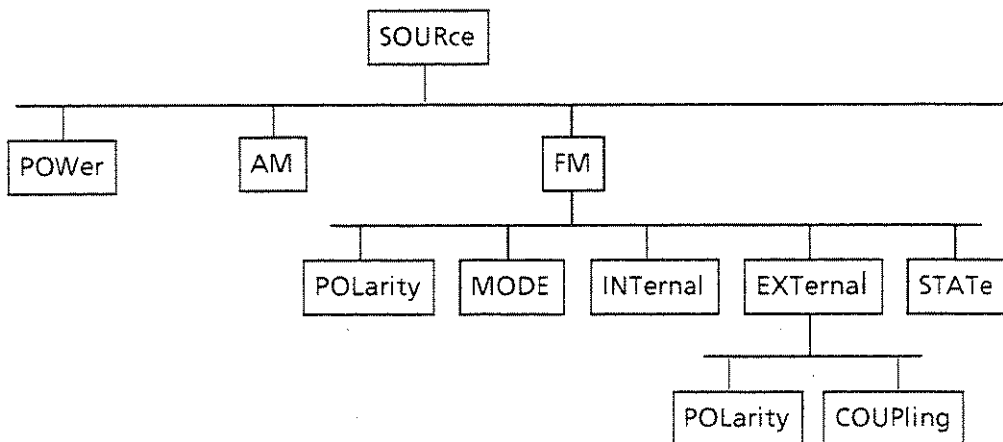 SOURce
POWer
AM
FM
POLarity
MODE
INTernal
EXTernal
STATe
POLarity
COUPling